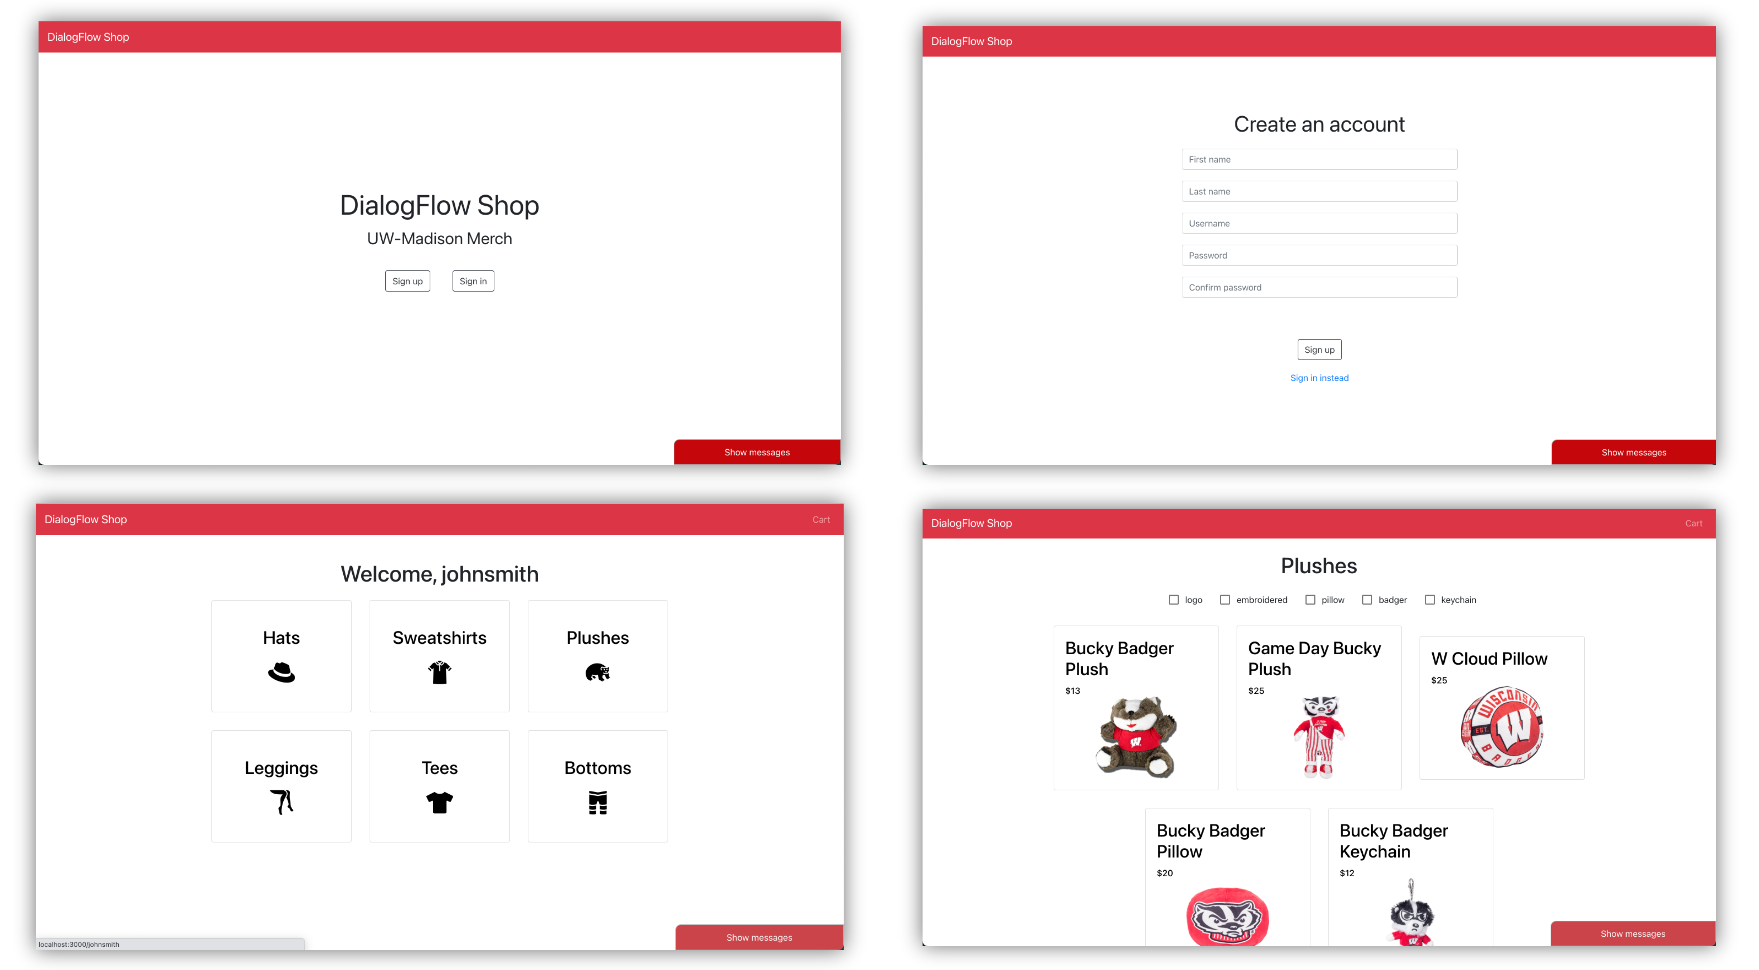 DialogFlow Shop
DialogFlow Shop
UW-Madison Merch
Sign up
Sign in
Show messages
DialogFlow Shop
Create an account
First name
Last name
Username
Password
Confirm password
Sign up
Sign in instead
Show messages
DialogFlow Shop
Cart
Welcome, johnsmith
Hats
Sweatshirts
Plushes
Leggings
Tees
Bottoms
localhost:3000/johnsmith
Show messages
DialogFlow Shop
Cart
Plushes
logo
embroidered
pillow
badger
keychain
Bucky Badger
Plush
$13
W
Game Day Bucky
Plush
$25
W Cloud Pillow
$25
WISCONSIN
EST
W
Bucky Badger
Pillow
$20
Bucky Badger
Keychain
$12
W
Show messages